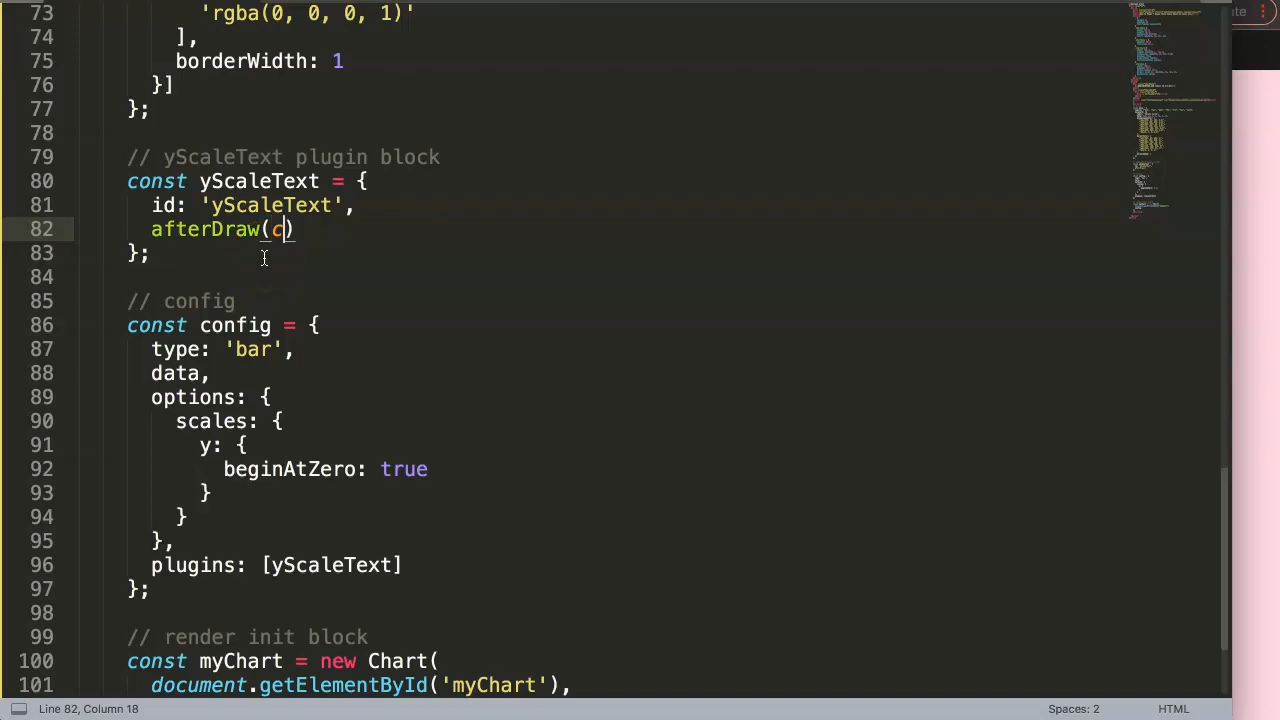 73 'rgba(0, 0, 0, 1)'
74 ],
75 borderWidth: 1
76 }]
77 };
78
79 // yScaleText plugin block
80 const yScaleText = {
81 id: 'yScaleText',
82 afterDraw(c)
83 };
84
85 // config
86 const config = {
87 type: 'bar',
88 data,
89 options: {
90 scales: {
91 y: {
92 beginAtZero: true
93 }
94 }
95 },
96 plugins: [yScaleText]
97 };
98
99 // render init block
100 const myChart = new Chart(
101 document.getElementById('myChart'),
Line 82, Column 18
Spaces: 2
HTML